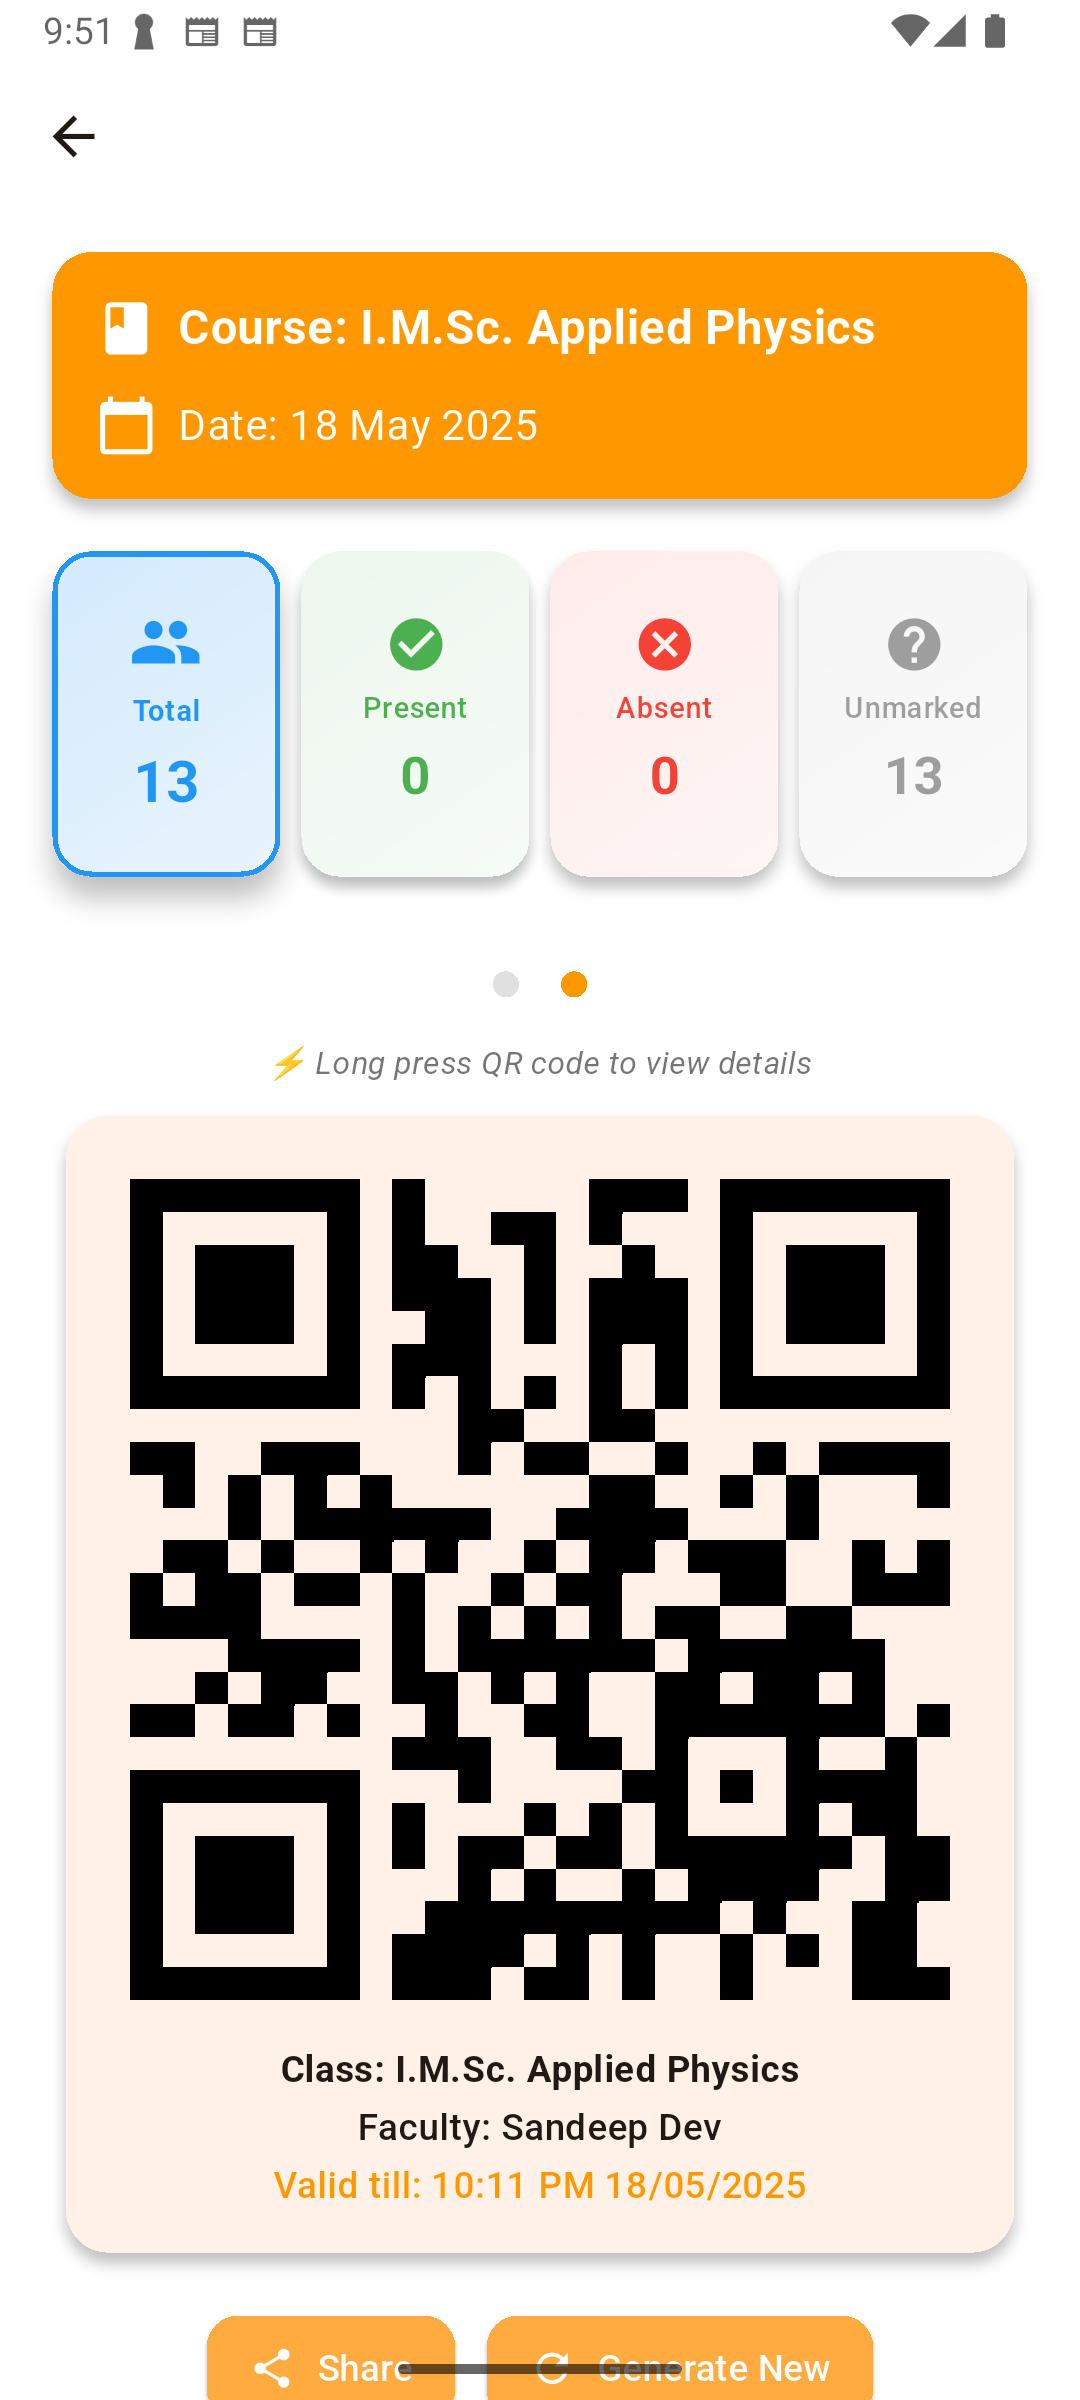 9:51
Course: I.M.Sc. Applied Physics
Date: 18 May 2025
Total
13
Present
0
Absent
0
Unmarked
13
⚡ Long press QR code to view details
Class: I.M.Sc. Applied Physics
Faculty: Sandeep Dev
Valid till: 10:11 PM 18/05/2025
Share
Generate New